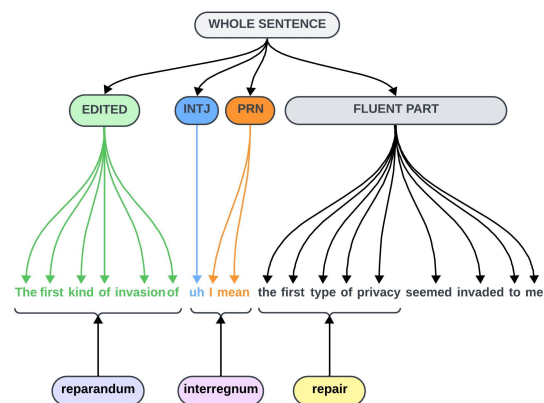 WHOLE SENTENCE
EDITED INTJ PRN FLUENT PART
The first kind of invasion of uh I mean the first type of privacy seemed invaded to me
reparandum interregnum repair